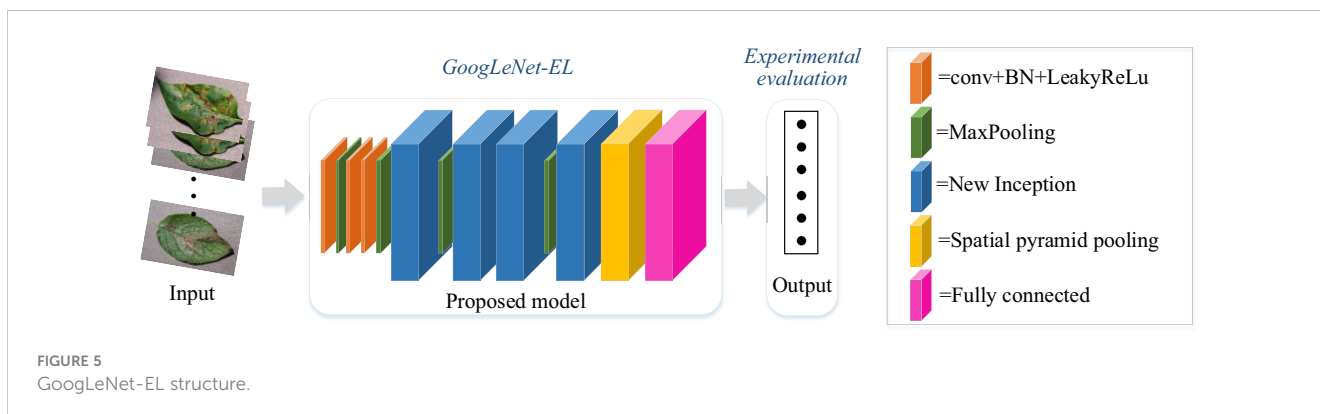 GoogLeNet-EL
Experimental
evaluation
Input
Proposed model
Output
=conv+BN+LeakyReLu
=MaxPooling
=New Inception
=Spatial pyramid pooling
=Fully connected
FIGURE 5
GoogLeNet-EL structure.